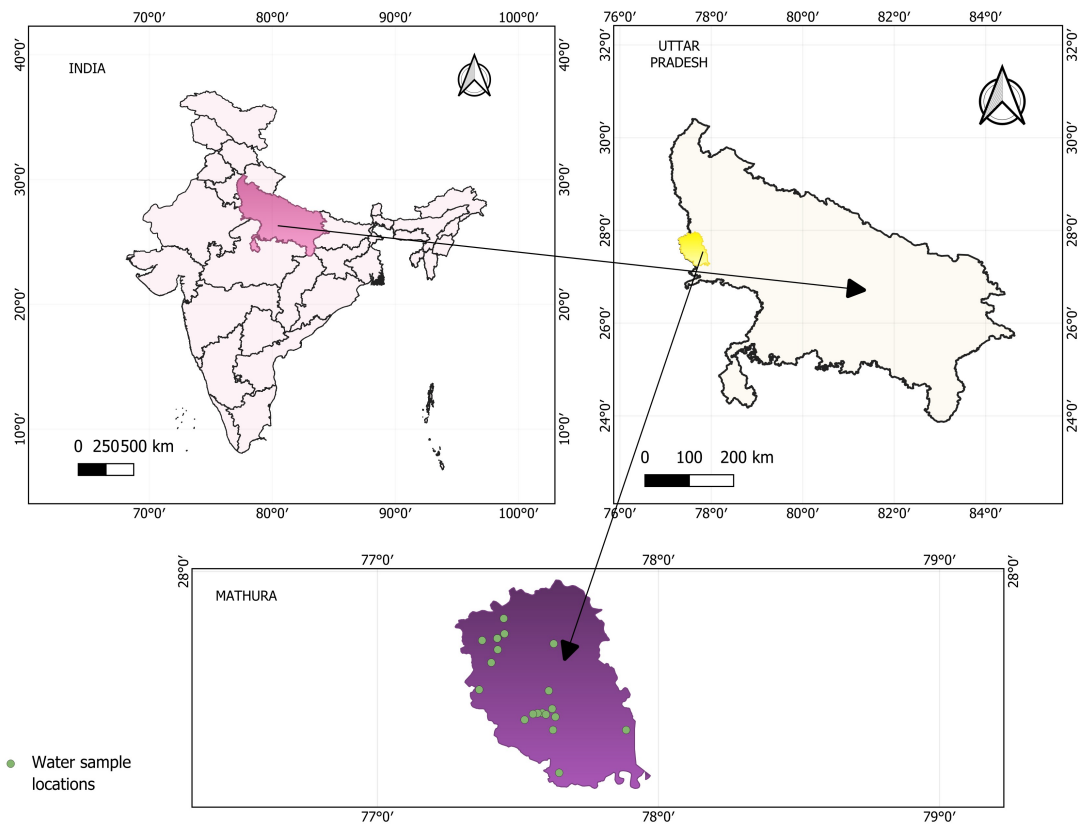 70°0′ 80°0′ 90°0′ 100°0′
76°0′ 78°0′ 80°0′ 82°0′ 84°0′
INDIA
UTTAR
PRADESH
40°0′ 40°0′
30°0′ 30°0′
20°0′ 20°0′
10°0′ 10°0′
32°0′ 32°0′
30°0′ 30°0′
28°0′ 28°0′
26°0′ 26°0′
24°0′ 24°0′
0 250500 km
0 100 200 km
70°0′ 80°0′ 90°0′ 100°0′
76°0′ 78°0′ 80°0′ 82°0′ 84°0′
77°0′ 78°0′ 79°0′
28°0′ 28°0′
MATHURA
Water sample
locations
77°0′ 78°0′ 79°0′